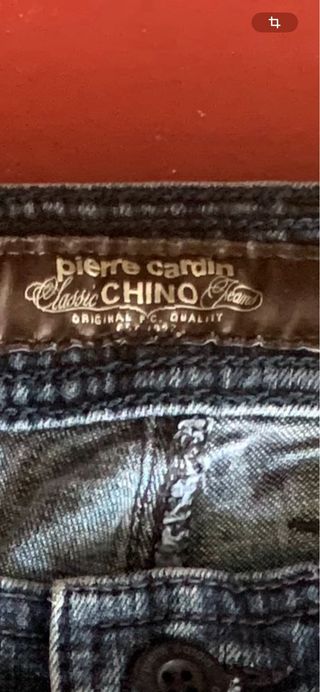 pierre cardin
Classic CHINO Jeans
ORIGINAL P.C. QUALITY